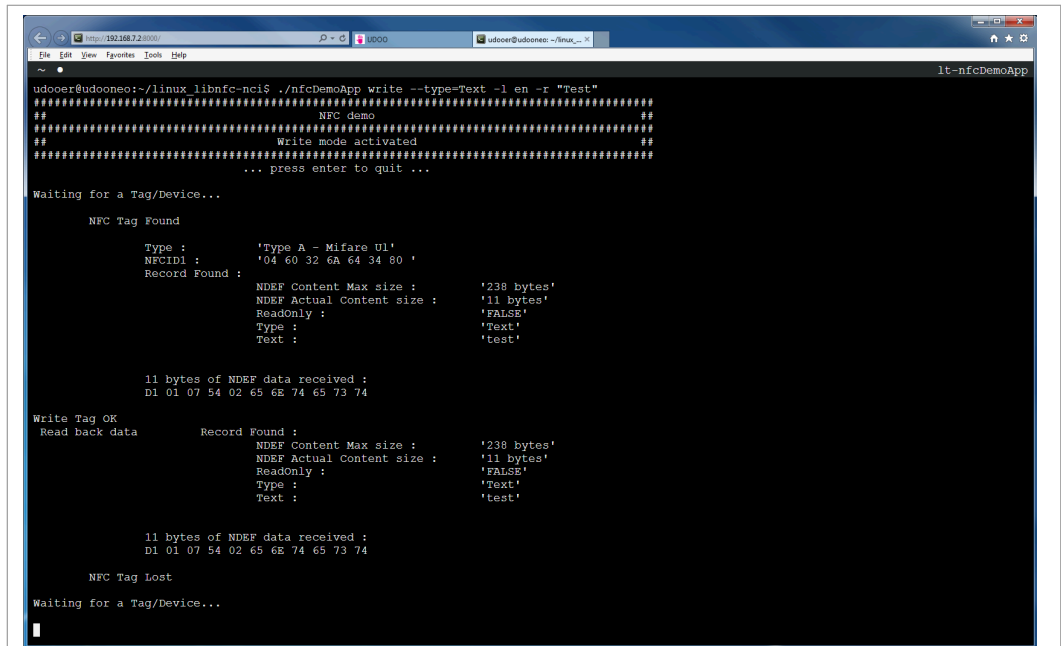 http://192.168.7.2:8000/
UDOO
udooer@udooneo: ~/linux_...
File Edit View Favorites Tools Help
~ ● lt-nfcDemoApp
udooer@udooneo:~/linux_libnfc-nci$ ./nfcDemoApp write --type=Text -l en -r "Test"
#########################################################################################
## NFC demo ##
#########################################################################################
## Write mode activated ##
#########################################################################################
... press enter to quit ...
Waiting for a Tag/Device...
NFC Tag Found
Type : 'Type A - Mifare Ul'
NFCID1 : '04 60 32 6A 64 34 80 '
Record Found :
NDEF Content Max size : '238 bytes'
NDEF Actual Content size : '11 bytes'
ReadOnly : 'FALSE'
Type : 'Text'
Text : 'test'
11 bytes of NDEF data received :
D1 01 07 54 02 65 6E 74 65 73 74
Write Tag OK
Read back data Record Found :
NDEF Content Max size : '238 bytes'
NDEF Actual Content size : '11 bytes'
ReadOnly : 'FALSE'
Type : 'Text'
Text : 'test'
11 bytes of NDEF data received :
D1 01 07 54 02 65 6E 74 65 73 74
NFC Tag Lost
Waiting for a Tag/Device...